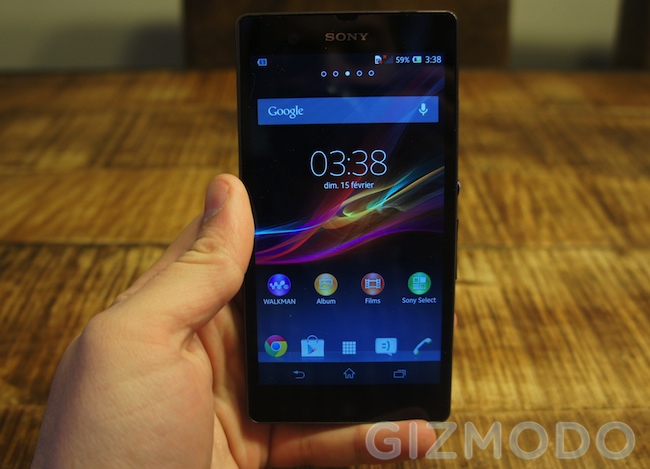 SONY
59% 3:38
Google
03:38
dim. 15 février
WALKMAN Album Films Sony Select
GIZMODO